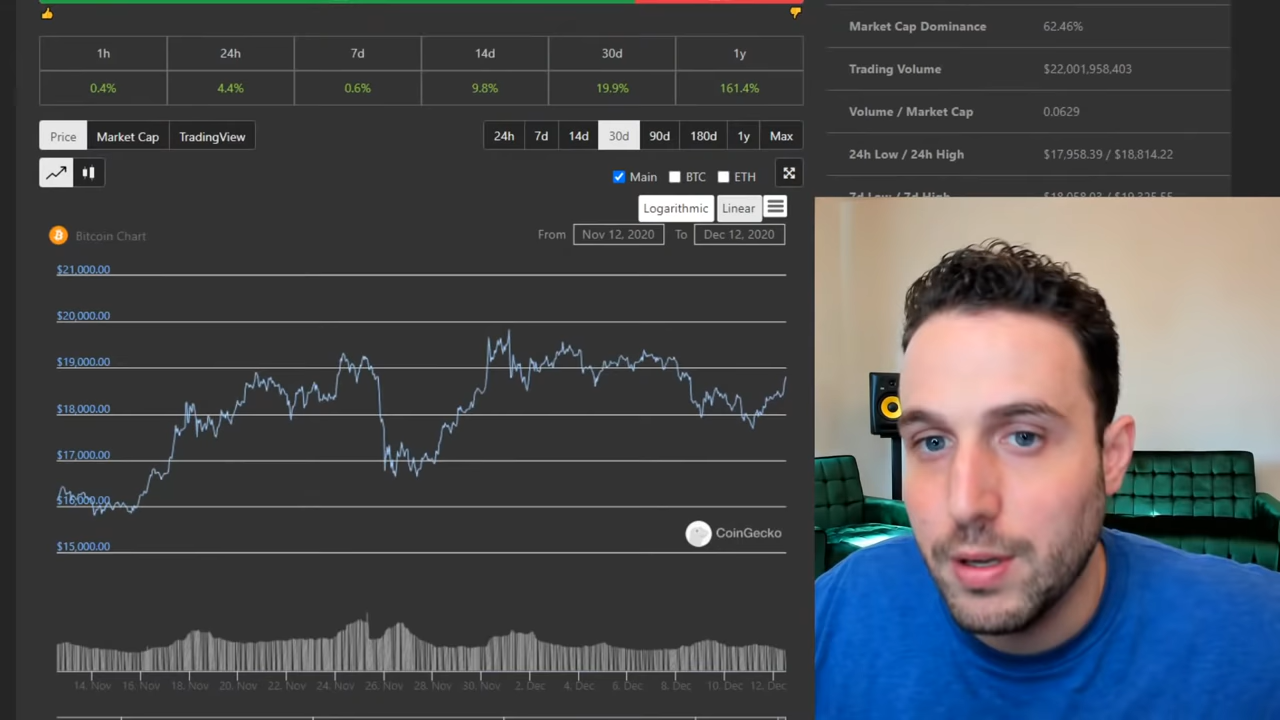 1h 24h 7d 14d 30d 1y
0.4% 4.4% 0.6% 9.8% 19.9% 161.4%
Price Market Cap TradingView
24h 7d 14d 30d 90d 180d 1y Max
Main BTC ETH
Logarithmic Linear
Bitcoin Chart
From Nov 12, 2020 To Dec 12, 2020
$21,000.00
$20,000.00
$19,000.00
$18,000.00
$17,000.00
$16,000.00
$15,000.00
CoinGecko
14. Nov 16. Nov 18. Nov 20. Nov 22. Nov 24. Nov 26. Nov 28. Nov 30. Nov 2. Dec 4. Dec 6. Dec 8. Dec 10. Dec 12. Dec
Market Cap Dominance 62.46%
Trading Volume $22,001,958,403
Volume / Market Cap 0.0629
24h Low / 24h High $17,958.39 / $18,814.22
7d Low / 7d High